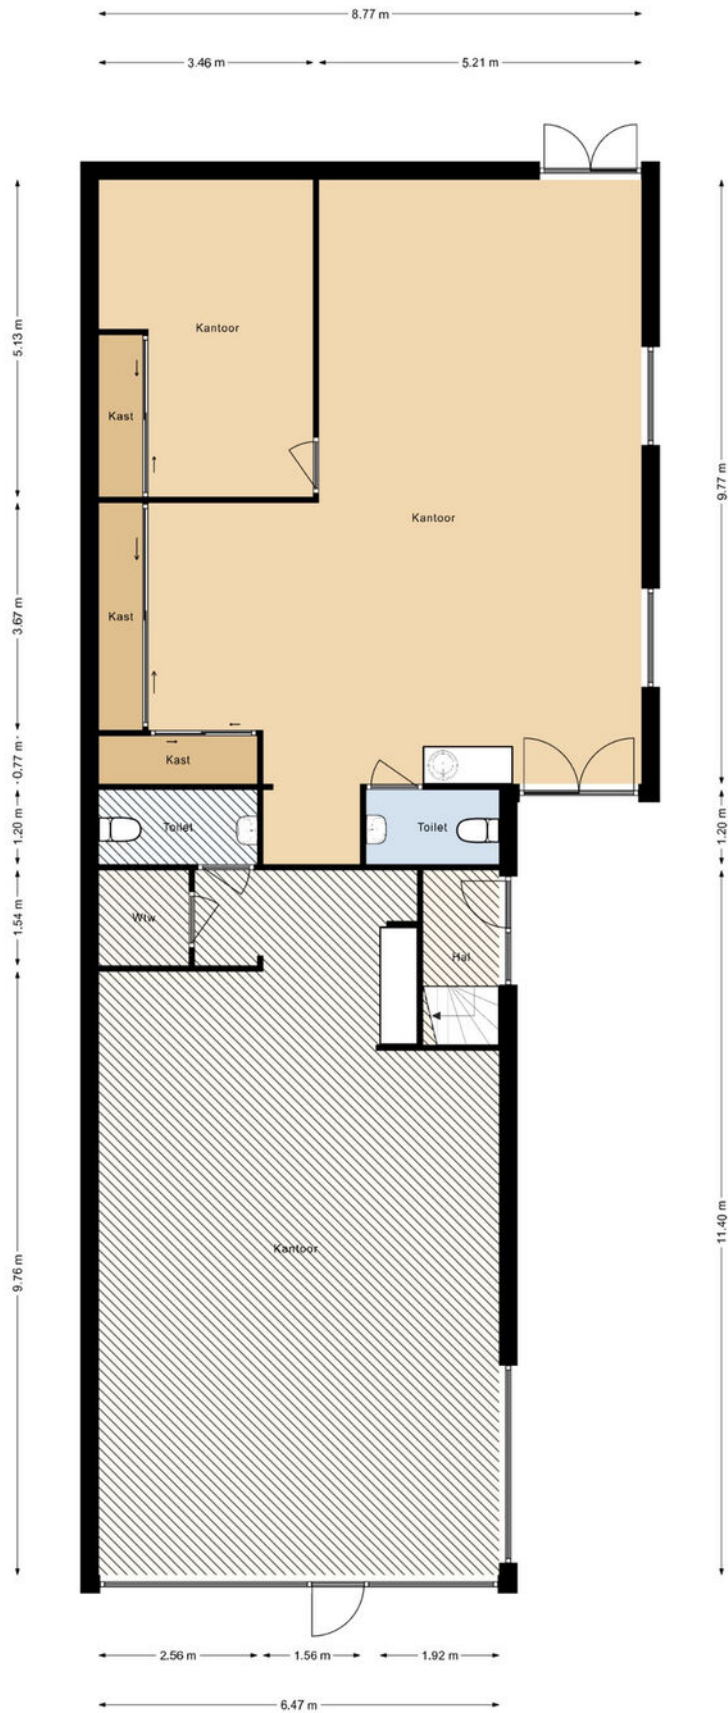 8.77 m
3.46 m
5.21 m
5.13 m
Kantoor
Kast
9.77 m
Kantoor
3.67 m
Kast
0.77 m
Kast
1.20 m
Toilet
Toilet
1.20 m
1.54 m
Wtw
Hal
Kantoor
9.76 m
11.40 m
2.56 m
1.56 m
1.92 m
6.47 m